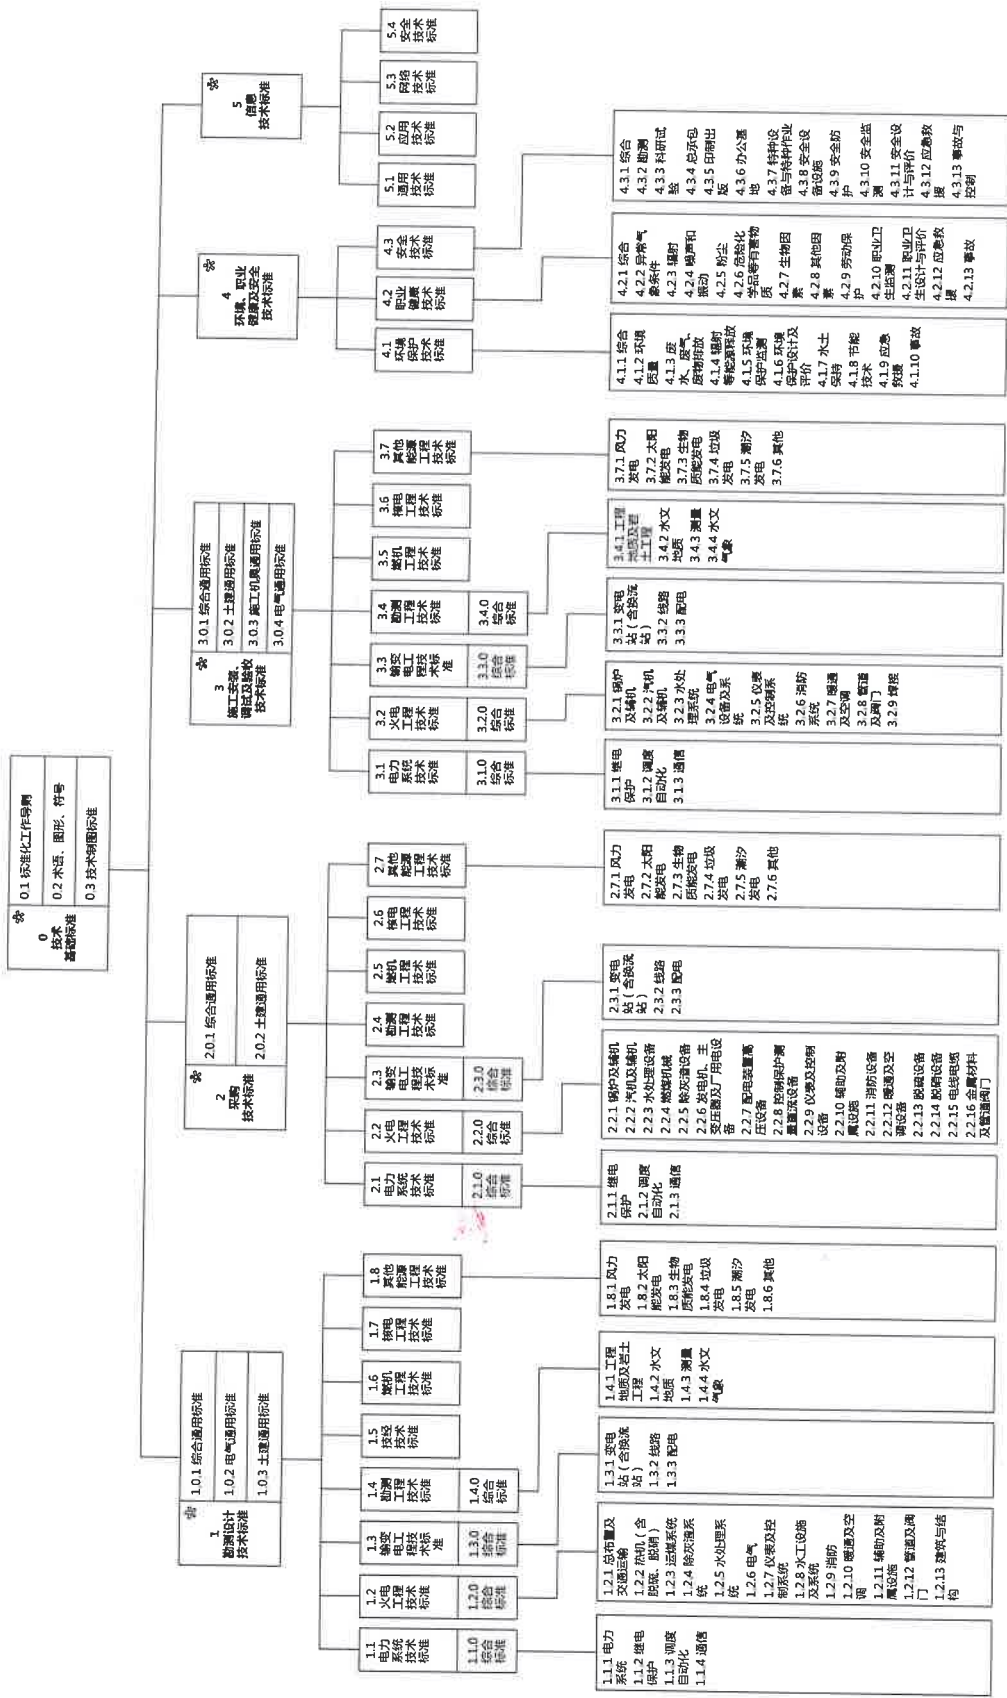 0
技术
基础标准
0.1 标准化工作导则
0.2 术语、图形、符号
0.3 技术制图标准
1
勘测设计
技术标准
1.0.1 综合通用标准
1.0.2 电气通用标准
1.0.3 土建通用标准
2
采购
技术标准
2.0.1 综合通用标准
2.0.2 土建通用标准
3
施工安装、
调试及验收
技术标准
3.0.1 综合通用标准
3.0.2 土建通用标准
3.0.3 施工机具通用标准
3.0.4 电气通用标准
4
环境、职业
健康及安全
技术标准
5
信息
技术标准
1.1
电力
系统技术
标准
1.1.0
综合
标准
1.2
火电
工程技术
标准
1.2.0
综合
标准
1.3
输变
电工程技术标
准
1.3.0
综合
标准
1.4
勘测
工程技术
标准
1.4.0
综合
标准
1.5
技经
技术
标准
1.6
燃机
工程技术
标准
1.7
核电
工程技术
标准
1.8
其他
能源
工程技术
标准
2.1
电力
系统技术
标准
2.1.0
综合
标准
2.2
火电
工程技术
标准
2.2.0
综合
标准
2.3
输变
电工程技术标
准
2.3.0
综合
标准
2.4
勘测
工程技术
标准
2.5
燃机
工程技术
标准
2.6
核电
工程技术
标准
2.7
其他
能源
工程技术
标准
3.1
电力
系统技术
标准
3.1.0
综合
标准
3.2
火电
工程技术
标准
3.2.0
综合
标准
3.3
输变
电工程技术标
准
3.3.0
综合
标准
3.4
勘测
工程技术
标准
3.4.0
综合
标准
3.5
燃机
工程技术
标准
3.6
核电
工程技术
标准
3.7
其他
能源
工程技术
标准
4.1
环境
保护技术
标准
4.2
职业
健康
技术
标准
4.3
安全
技术
标准
5.1
通用
技术
标准
5.2
应用
技术
标准
5.3
网络
技术
标准
5.4
安全
技术
标准
1.1.1 电力
系统
1.1.2 继电
保护
1.1.3 调度
自动化
1.1.4 通信
1.2.1 总布置及
交通运输
1.2.2 热机（含
脱硫、脱硝）
1.2.3 运煤系统
1.2.4 除灰渣系
统
1.2.5 水处理系
统
1.2.6 电气
1.2.7 仪表及控
制系统
1.2.8 水工设施
及系统
1.2.9 消防
1.2.10 暖通及空
调
1.2.11 辅助及附
属设施
1.2.12 管道及阀
门
1.2.13 建筑与结
构
1.3.1 变电
站（含换流
站）
1.3.2 线路
1.3.3 配电
1.4.1 工程
地质及岩土
工程
1.4.2 水文
地质
1.4.3 测量
1.4.4 水文
气象
1.8.1 风力
发电
1.8.2 太阳
能发电
1.8.3 生物
质能发电
1.8.4 垃圾
发电
1.8.5 潮汐
发电
1.8.6 其他
2.1.1 继电
保护
2.1.2 调度
自动化
2.1.3 通信
2.2.1 锅炉及辅机
2.2.2 汽机及辅机
2.2.3 水处理设备
2.2.4 燃煤机械
2.2.5 除灰渣设备
2.2.6 发电机、主
变压器及厂用电设
备
2.2.7 配电装置高
压设备
2.2.8 控制保护测
量直流设备
2.2.9 仪表及控制
设备
2.2.10 辅助及附
属设施
2.2.11 消防设备
2.2.12 暖通及空
调设备
2.2.13 脱硫设备
2.2.14 脱硝设备
2.2.15 电线电缆
2.2.16 金属材料
及管道阀门
2.3.1 变电
站（含换流
站）
2.3.2 线路
2.3.3 配电
2.7.1 风力
发电
2.7.2 太阳
能发电
2.7.3 生物
质能发电
2.7.4 垃圾
发电
2.7.5 潮汐
发电
2.7.6 其他
3.1.1 继电
保护
3.1.2 调度
自动化
3.1.3 通信
3.2.1 锅炉
及辅机
3.2.2 汽机
及辅机
3.2.3 水处
理系统
3.2.4 电气
设备及系
统
3.2.5 仪表
及控制系
统
3.2.6 消防
系统
3.2.7 暖通
及空调
3.2.8 管道
及阀门
3.2.9 焊接
3.3.1 变电
站（含换流
站）
3.3.2 线路
3.3.3 配电
3.4.1 工程
地质及岩
土工程
3.4.2 水文
地质
3.4.3 测量
3.4.4 水文
气象
3.7.1 风力
发电
3.7.2 太阳
能发电
3.7.3 生物
质能发电
3.7.4 垃圾
发电
3.7.5 潮汐
发电
3.7.6 其他
4.1.1 综合
4.1.2 环境
质量
4.1.3 废
水、废气、
废物排放
4.1.4 辐射
等能源释放
4.1.5 环境
保护监测
4.1.6 环境
保护设计及
评价
4.1.7 水土
保持
4.1.8 节能
技术
4.1.9 应急
救援
4.1.10 事故
4.2.1 综合
4.2.2 异常气
象条件
4.2.3 辐射
4.2.4 噪声和
振动
4.2.5 粉尘
4.2.6 危险化
学品等有害物
质
4.2.7 生物因
素
4.2.8 其他因
素
4.2.9 劳动保
护
4.2.10 职业卫
生监测
4.2.11 职业卫
生设计与评价
4.2.12 应急救
援
4.2.13 事故
4.3.1 综合
4.3.2 勘测
4.3.3 科研试
验
4.3.4 总承包
4.3.5 印制出
版
4.3.6 办公基
地
4.3.7 特种设
备与特种作业
4.3.8 安全设
备设施
4.3.9 安全防
护
4.3.10 安全监
测
4.3.11 安全设
计与评价
4.3.12 应急救
援
4.3.13 事故与
控制